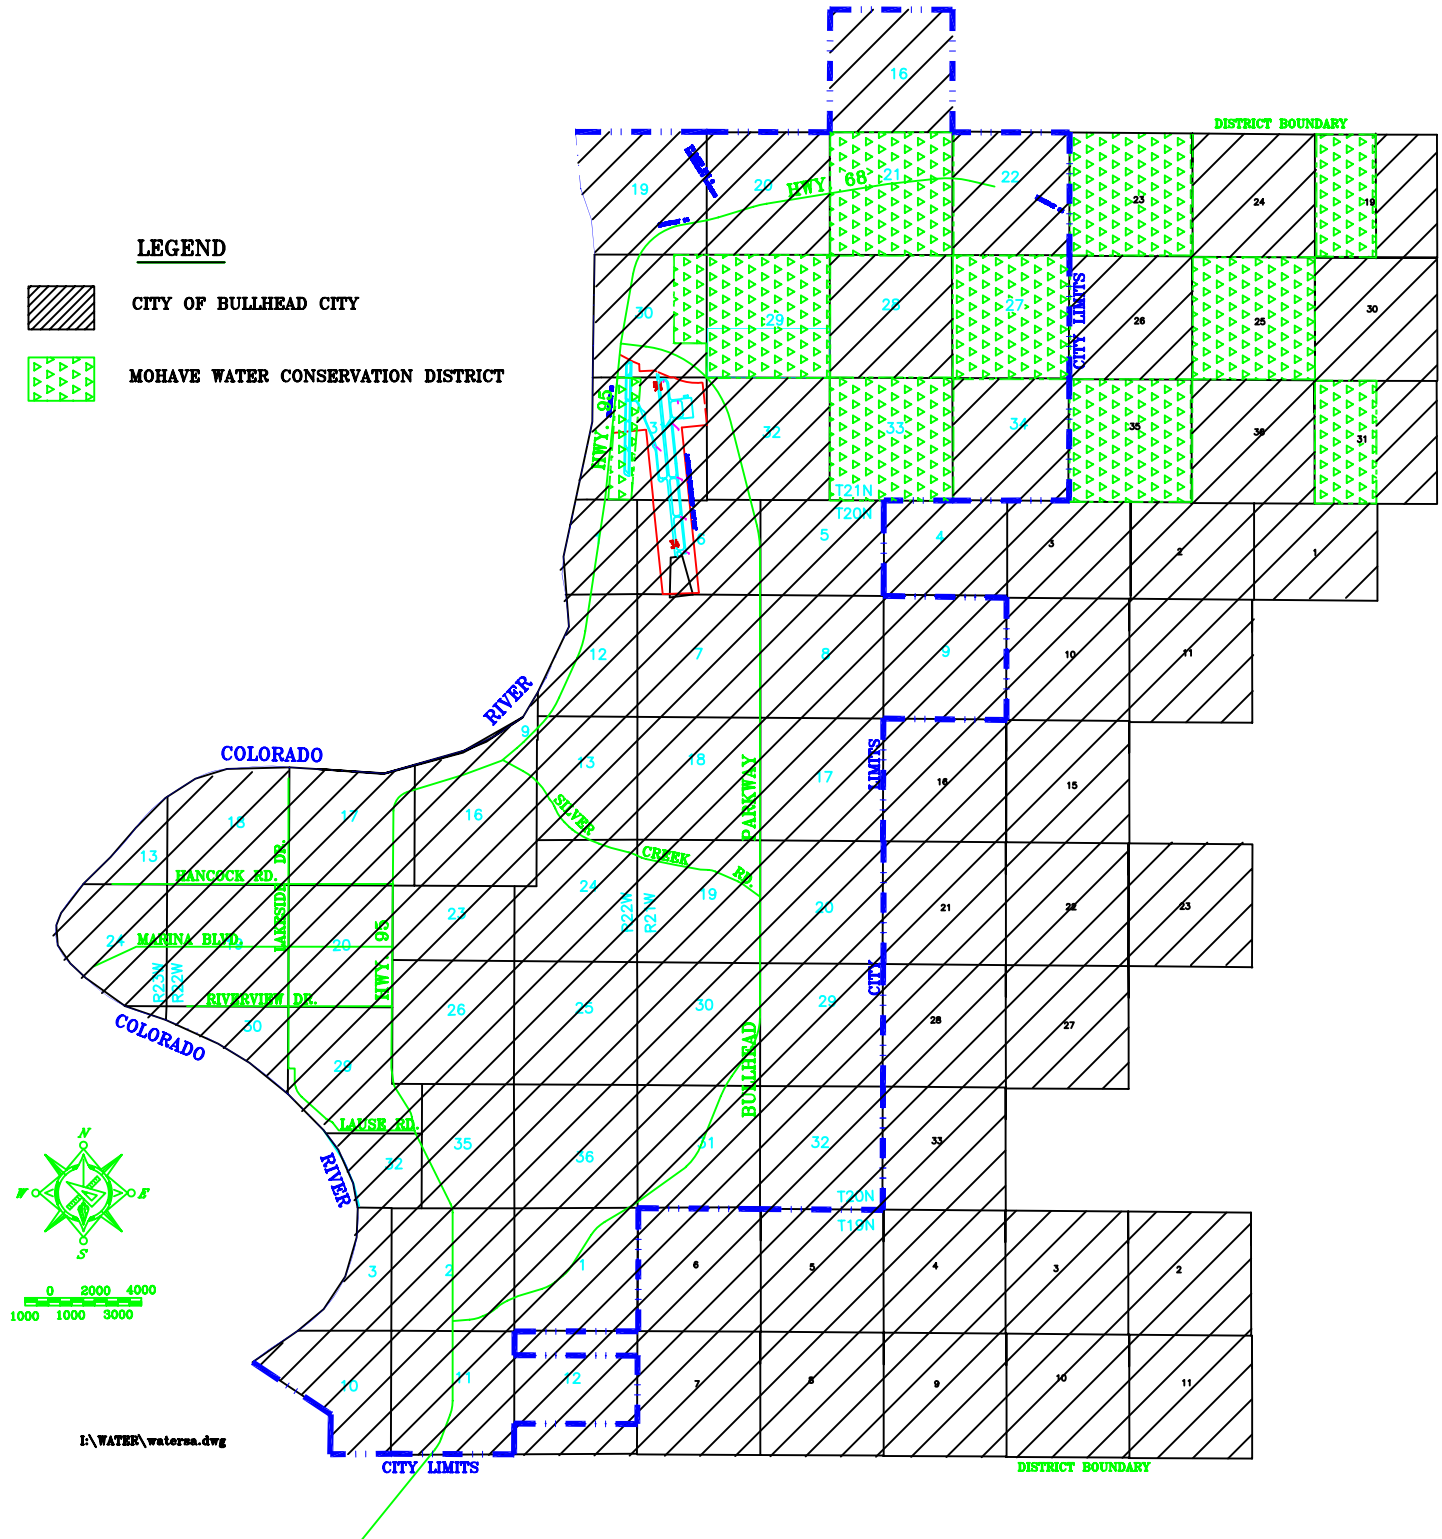 16
DISTRICT BOUNDARY
19
20
HWY. 68
21
22
23
24
19
LEGEND
CITY OF BULLHEAD CITY
MOHAVE WATER CONSERVATION DISTRICT
30
29
28
27
CITY LIMITS
26
25
30
HWY. 95
32
33
34
35
36
31
T21N
T20N
6
5
4
3
2
1
12
7
8
9
10
11
RIVER
COLORADO
9
13
18
17
LIMITS
16
15
PARKWAY
SILVER
CREEK
RD.
18
17
16
13
HANCOCK RD.
LAKESIDE DR.
24
19
20
21
22
23
23
R22W
R21W
24
MARINA BLVD.
19
20
HWY. 95
R23W
R22W
RIVERVIEW DR.
CITY
26
25
30
29
28
27
COLORADO
30
29
BULLHEAD
LAUSE RD.
32
35
36
31
32
33
RIVER
N
W
E
S
T20N
T19N
3
2
1
6
5
4
3
2
0 2000 4000
1000 1000 3000
10
11
12
7
8
9
10
11
I:\WATER\watersa.dwg
CITY LIMITS
DISTRICT BOUNDARY